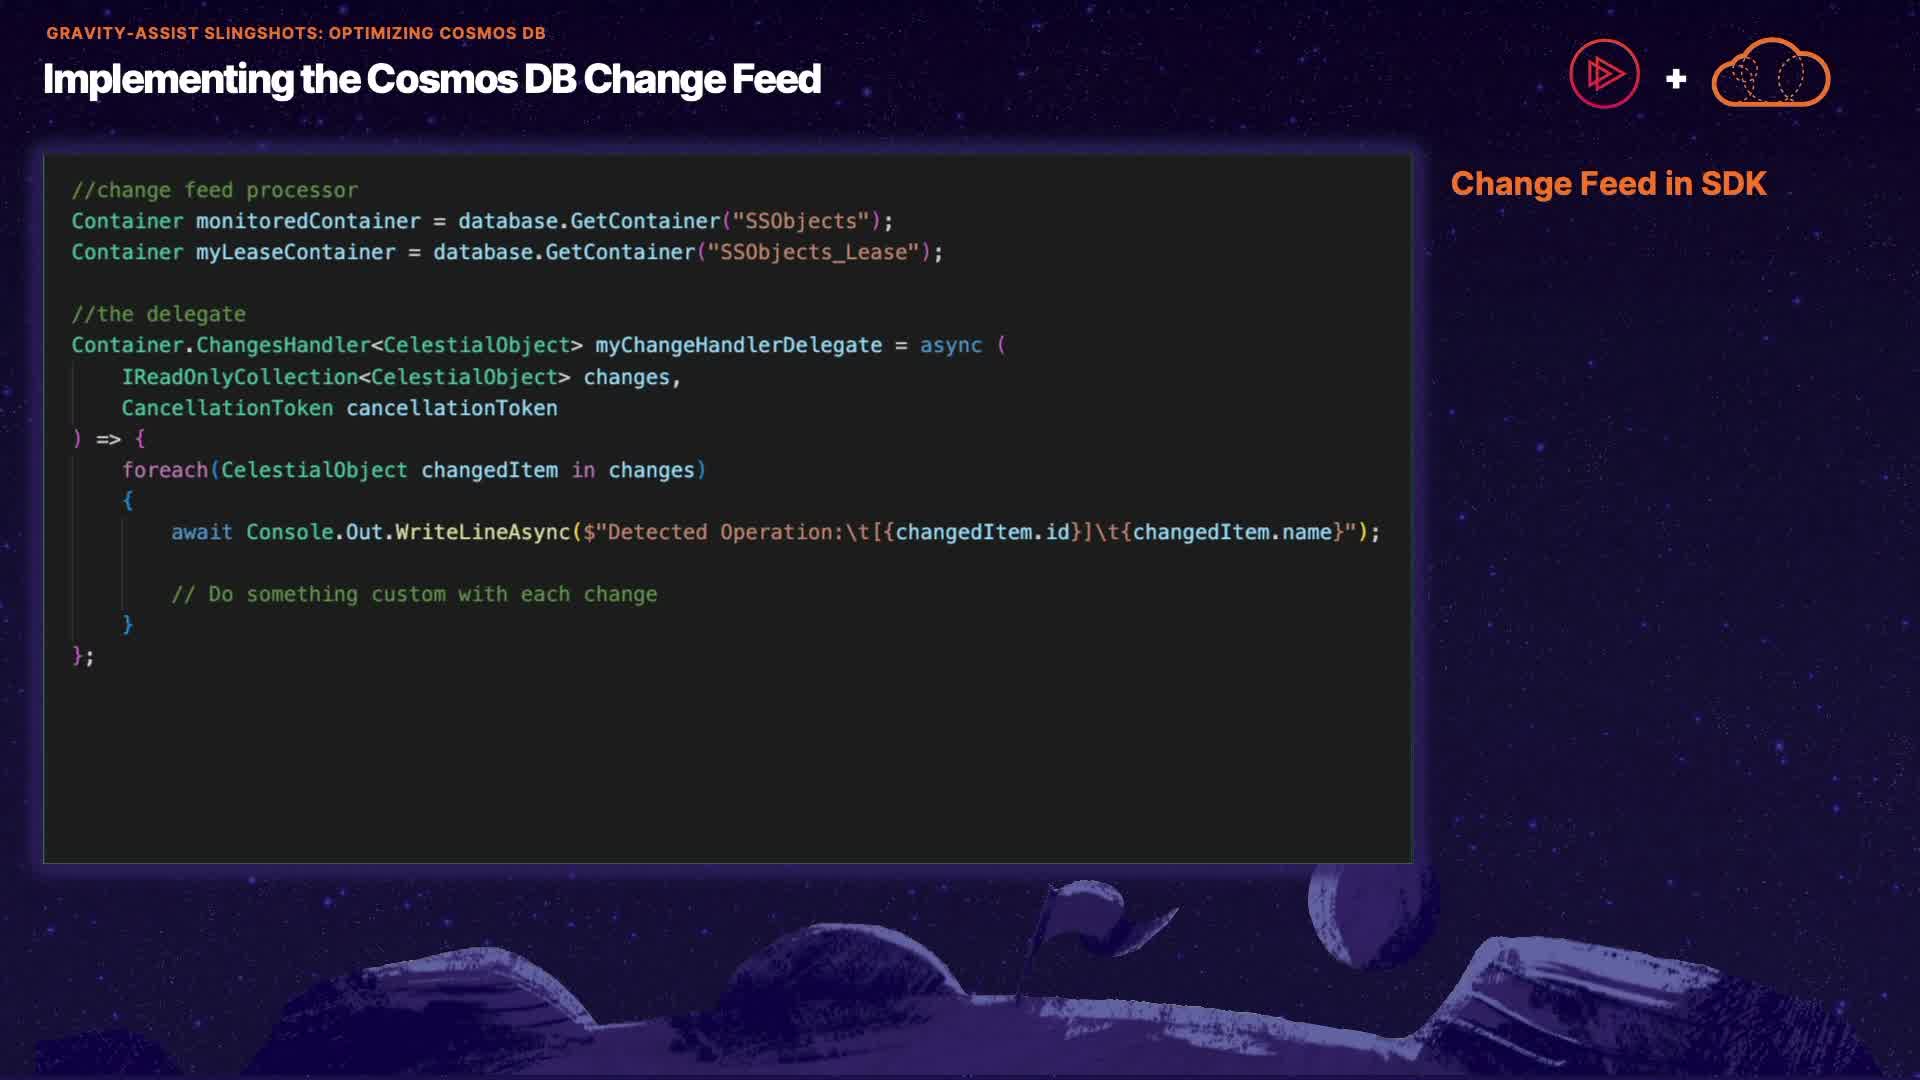 GRAVITY-ASSIST SLINGSHOTS: OPTIMIZING COSMOS DB
Implementing the Cosmos DB Change Feed
+
//change feed processor
Container monitoredContainer = database.GetContainer("SSObjects");
Container myLeaseContainer = database.GetContainer("SSObjects_Lease");
//the delegate
Container.ChangesHandler<CelestialObject> myChangeHandlerDelegate = async (
    IReadOnlyCollection<CelestialObject> changes,
    CancellationToken cancellationToken
) => {
    foreach(CelestialObject changedItem in changes)
    {
        await Console.Out.WriteLineAsync($"Detected Operation:\t[{changedItem.id}]\t{changedItem.name}");
        // Do something custom with each change
    }
};
Change Feed in SDK